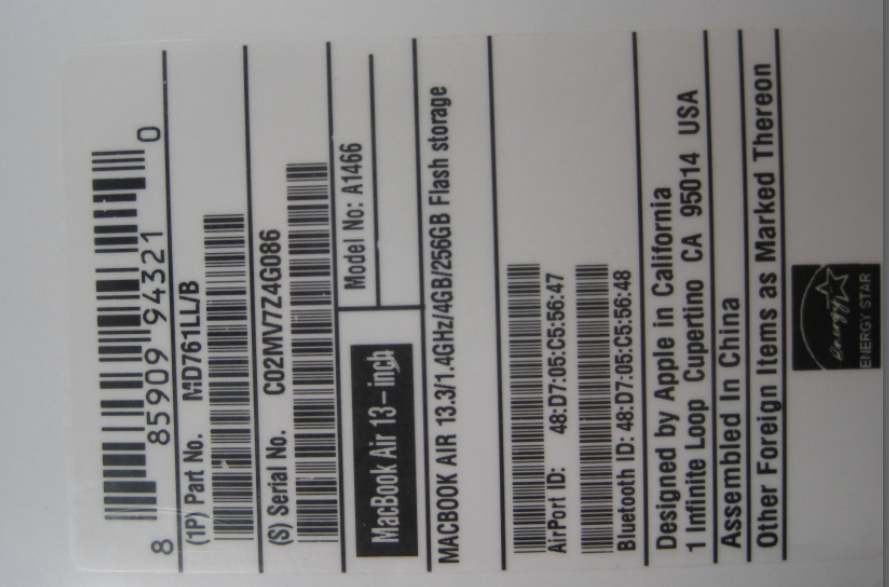 8 85909 94321 0
(1P) Part No. MD761LL/B
(S) Serial No. C02MV7Z4G086
MacBook Air 13-inch
Model No: A1466
MACBOOK AIR 13.3/1.4GHz/4GB/256GB Flash storage
AirPort ID: 48:D7:05:C5:56:47
Bluetooth ID: 48:D7:05:C5:56:48
Designed by Apple in California
1 Infinite Loop Cupertino CA 95014 USA
Assembled In China
Other Foreign Items as Marked Thereon
energy
ENERGY STAR